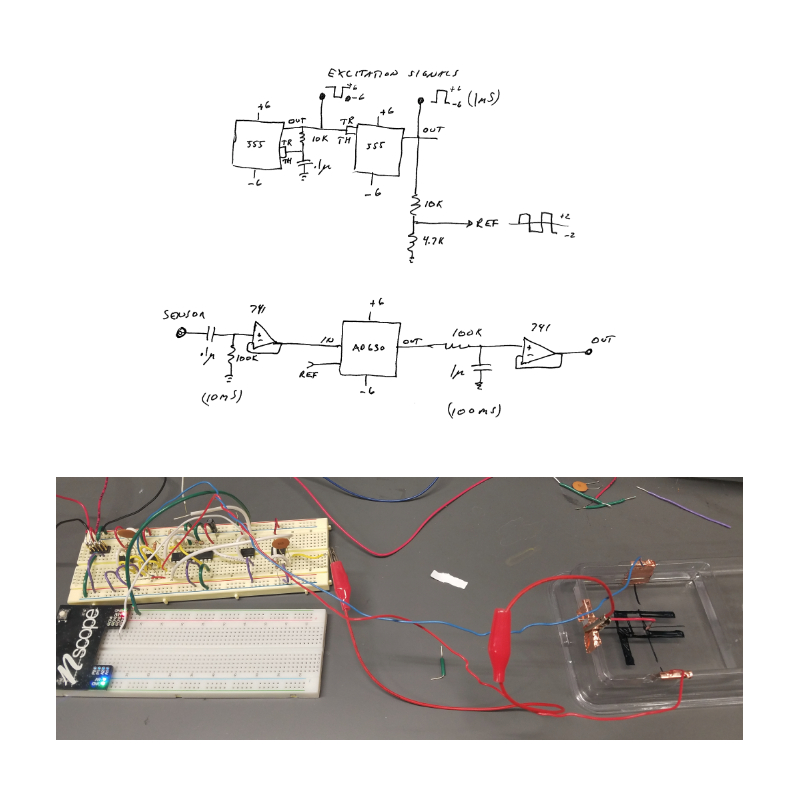 EXCITATION SIGNALS
+6
-6
+6
-6
(1MS)
+6
OUT
555
TR
TH
10K
.1μ
-6
+6
TR
TH
555
OUT
-6
10K
REF
+2
-2
4.7K
SENSOR
741
.1μ
100K
(10MS)
+6
IN
AD630
OUT
REF
-6
100K
1μ
(100MS)
741
OUT
nscope